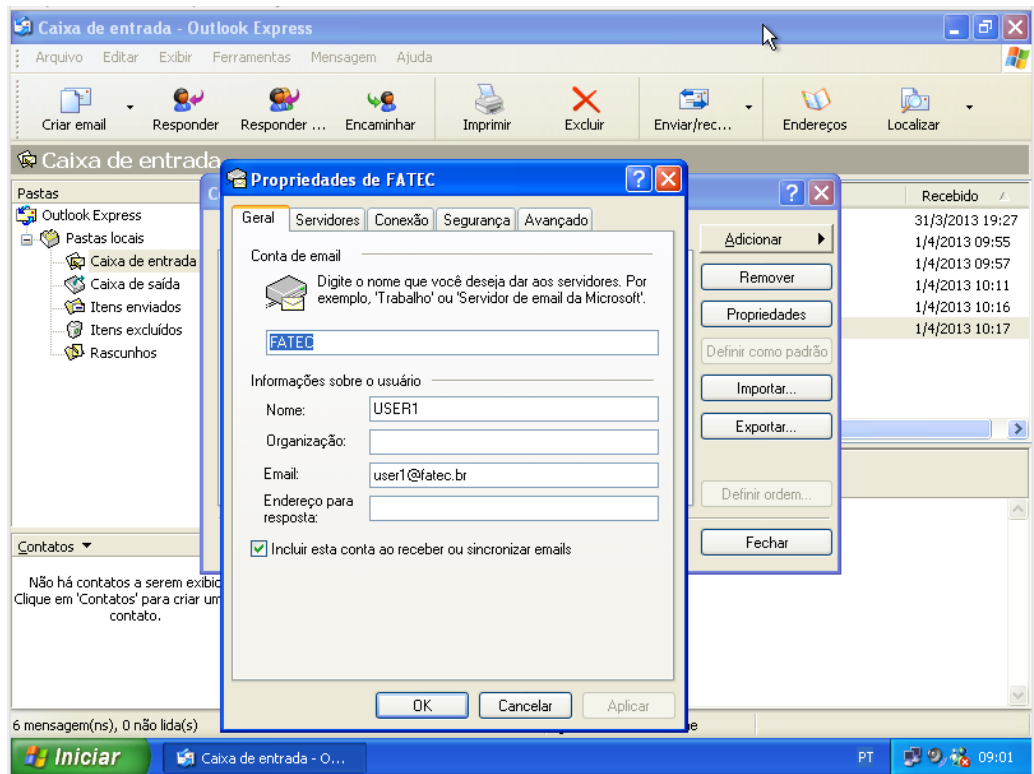 Caixa de entrada - Outlook Express
Arquivo Editar Exibir Ferramentas Mensagem Ajuda
Criar email Responder Responder ... Encaminhar Imprimir Excluir Enviar/rec... Endereços Localizar
Caixa de entrada
Pastas
Outlook Express
Pastas locais
Caixa de entrada
Caixa de saída
Itens enviados
Itens excluídos
Rascunhos
Contatos
Não há contatos a serem
Clique em 'Contatos' para criar
contato.
Propriedades de FATEC
Geral Servidores Conexão Segurança Avançado
Conta de email
Digite o nome que você deseja dar aos servidores. Por
exemplo, 'Trabalho' ou 'Servidor de email da Microsoft'.
FATEC
Informações sobre o usuário
Nome: USER1
Organização:
Email: user1@fatec.br
Endereço para
resposta:
Incluir esta conta ao receber ou sincronizar emails
OK Cancelar Aplicar
Adicionar
Remover
Propriedades
Definir como padrão
Importar...
Exportar...
Definir ordem...
Fechar
Recebido
31/3/2013 19:27
1/4/2013 09:55
1/4/2013 09:57
1/4/2013 10:11
1/4/2013 10:16
1/4/2013 10:17
6 mensagem(ns), 0 não lida(s)
Iniciar Caixa de entrada - O... PT 09:01